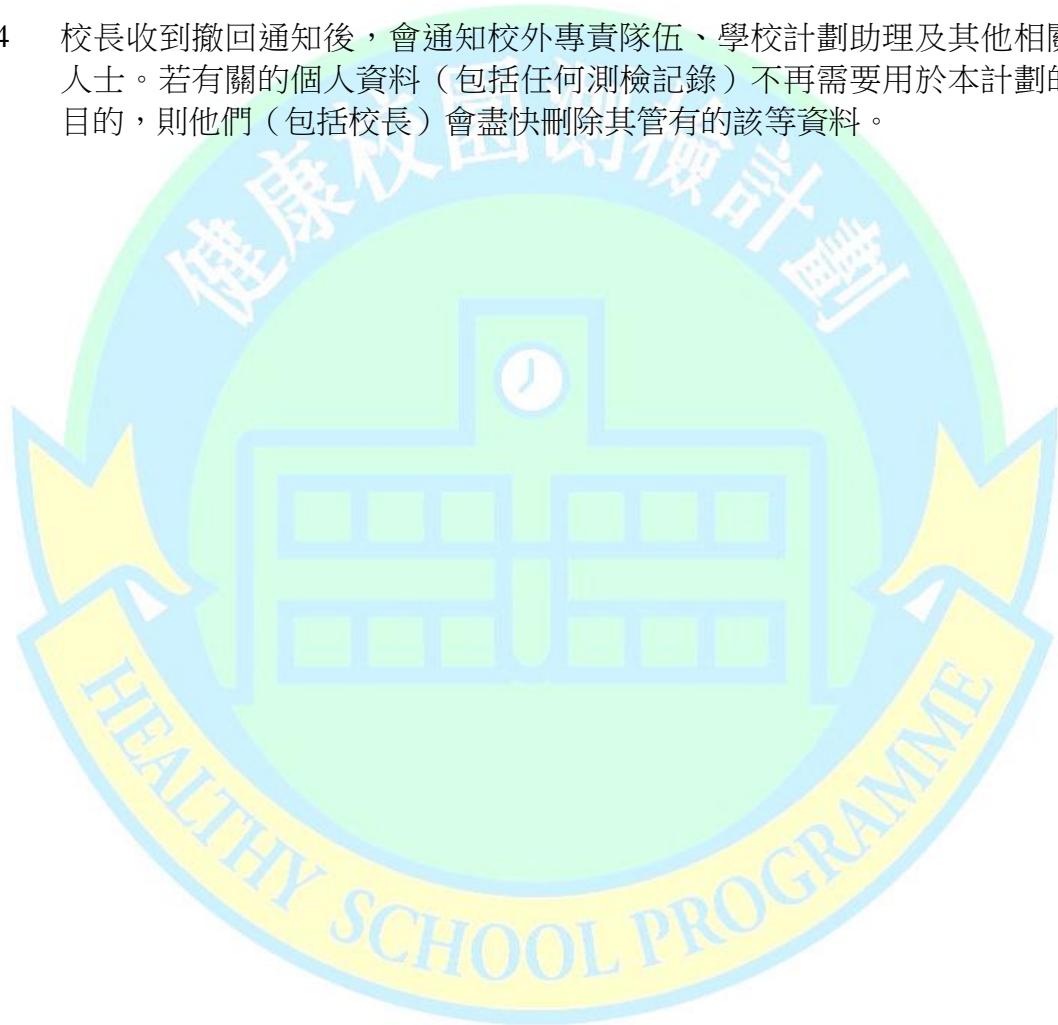 4 校長收到撤回通知後,會通知校外專責隊伍、學校計劃助理及其他相關
人士。若有關的個人資料(包括任何測檢記錄)不再需要用於本計劃的
目的,則他們(包括校長)會盡快刪除其管有的該等資料。
健康校園測檢計劃
HEALTHY SCHOOL PROGRAMME